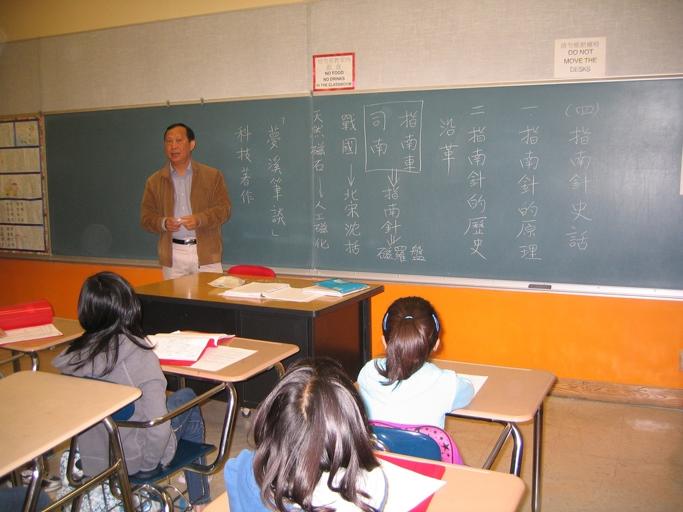 NO FOOD
NO DRINKS
IN THE CLASSROOM
DO NOT
MOVE THE
DESKS
(四)指南針史話
一指南針的原理
二指南針的歷史
沿革
指南車→指南針→磁羅盤
司南
戰國→北宋沈括
天然磁石—人工磁化
「夢溪筆談」
科技著作